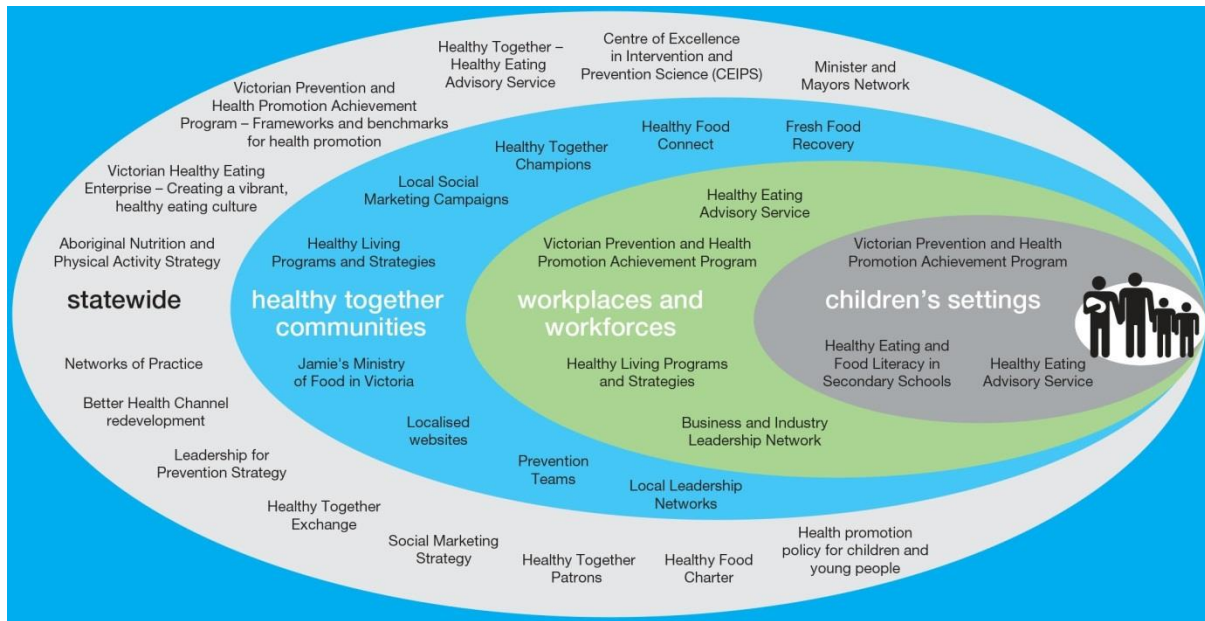 Healthy Together –
Healthy Eating
Advisory Service
Centre of Excellence
in Intervention and
Prevention Science (CEIPS)
Minister and
Mayors Network
Victorian Prevention and
Health Promotion Achievement
Program – Frameworks and benchmarks
for health promotion
Victorian Healthy Eating
Enterprise – Creating a vibrant,
healthy eating culture
Aboriginal Nutrition and
Physical Activity Strategy
statewide
Networks of Practice
Better Health Channel
redevelopment
Leadership for
Prevention Strategy
Healthy Together
Exchange
Social Marketing
Strategy
Healthy Together
Patrons
Healthy Food
Charter
Health promotion
policy for children and
young people
Healthy Food
Connect
Fresh Food
Recovery
Healthy Together
Champions
Local Social
Marketing Campaigns
Healthy Living
Programs and Strategies
healthy together
communities
Jamie's Ministry
of Food in Victoria
Localised
websites
Prevention
Teams
Local Leadership
Networks
Healthy Eating
Advisory Service
Victorian Prevention and Health
Promotion Achievement Program
workplaces and
workforces
Healthy Living Programs
and Strategies
Business and Industry
Leadership Network
Victorian Prevention and Health
Promotion Achievement Program
children's settings
Healthy Eating and
Food Literacy in
Secondary Schools
Healthy Eating
Advisory Service